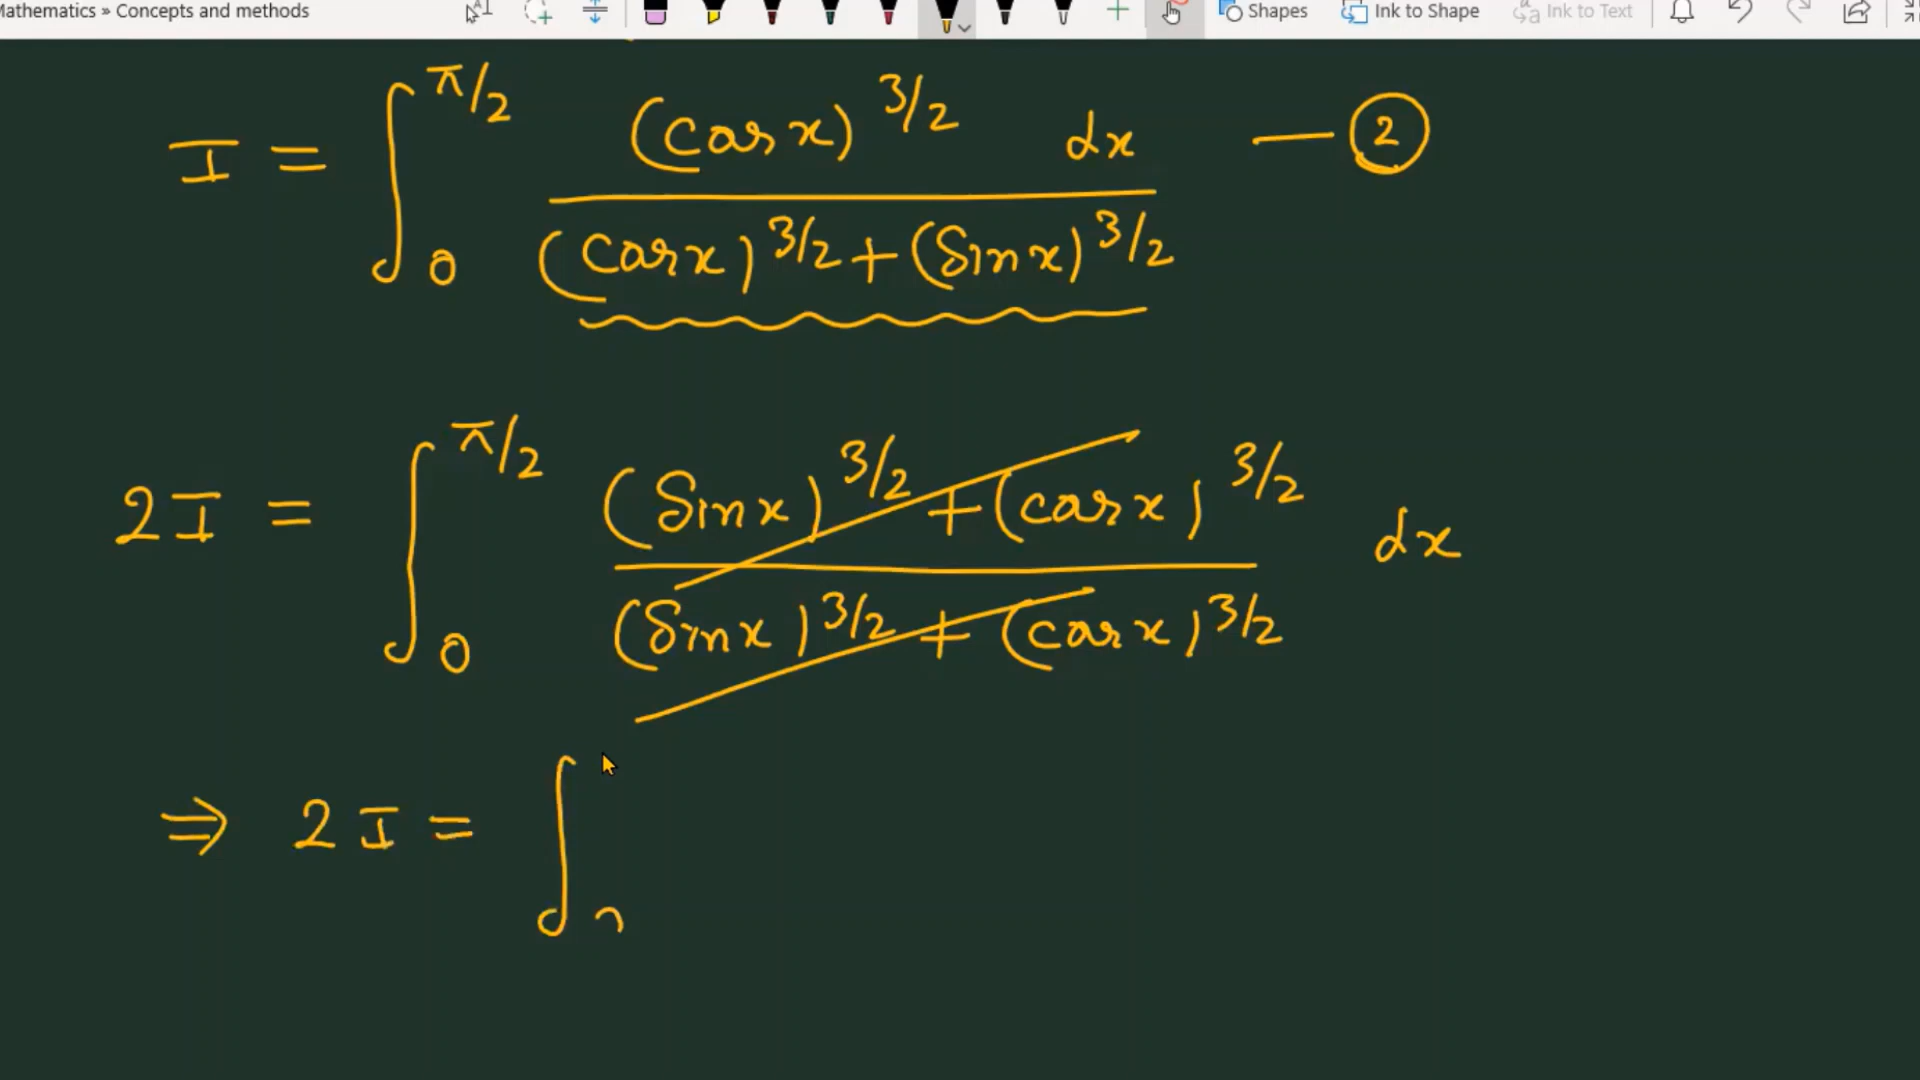 Mathematics » Concepts and methods Shapes Ink to Shape Ink to Text
I = ∫₀^{π/2} (cos x)^{3/2} dx / ((cos x)^{3/2} + (sin x)^{3/2}) — ②
2I = ∫₀^{π/2} ((sin x)^{3/2} + (cos x)^{3/2}) / ((sin x)^{3/2} + (cos x)^{3/2}) dx
⇒ 2I = ∫